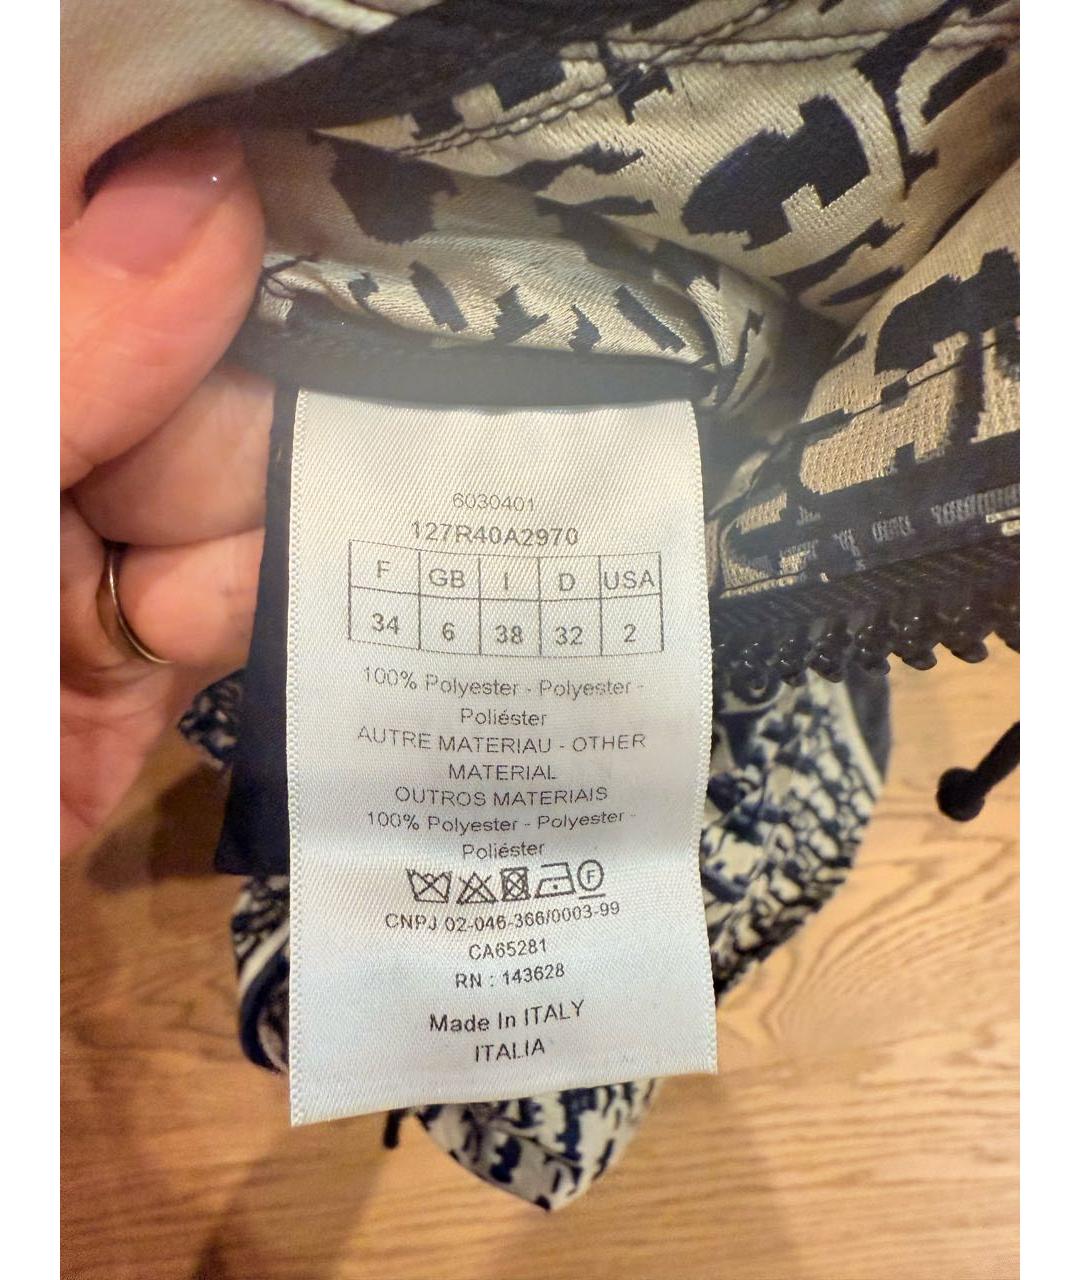 6030401
127R40A2970
F GB I D USA
34 6 38 32 2
100% Polyester - Polyester -
Poliéster
AUTRE MATERIAU - OTHER
MATERIAL
OUTROS MATERIAIS
100% Polyester - Polyester -
Poliéster
F
CNPJ 02-046-366/0003-99
CA65281
RN : 143628
Made In ITALY
ITALIA